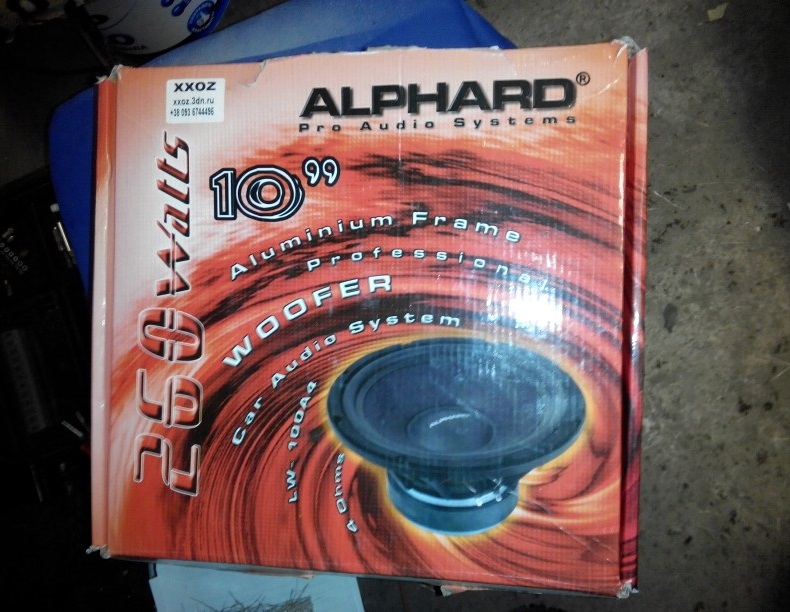 XXOZ
xxoz.3dn.ru
+38 093 6744496
ALPHARD®
Pro Audio Systems
10"
250 Watts
Aluminium Frame
Professional
WOOFER
Car Audio System
LW-100A4
4 Ohms
ALPHARD